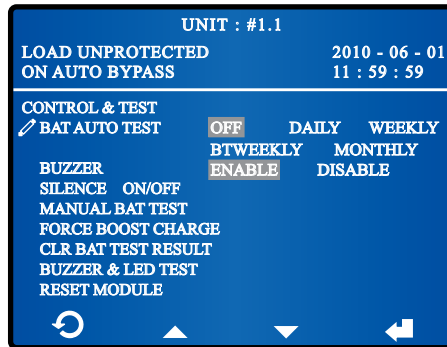 UNIT : #1.1
LOAD UNPROTECTED 2010 - 06 - 01
ON AUTO BYPASS 11 : 59 : 59
CONTROL & TEST
BAT AUTO TEST OFF DAILY WEEKLY
BTWEEKLY MONTHLY
BUZZER ENABLE DISABLE
SILENCE ON/OFF
MANUAL BAT TEST
FORCE BOOST CHARGE
CLR BAT TEST RESULT
BUZZER & LED TEST
RESET MODULE